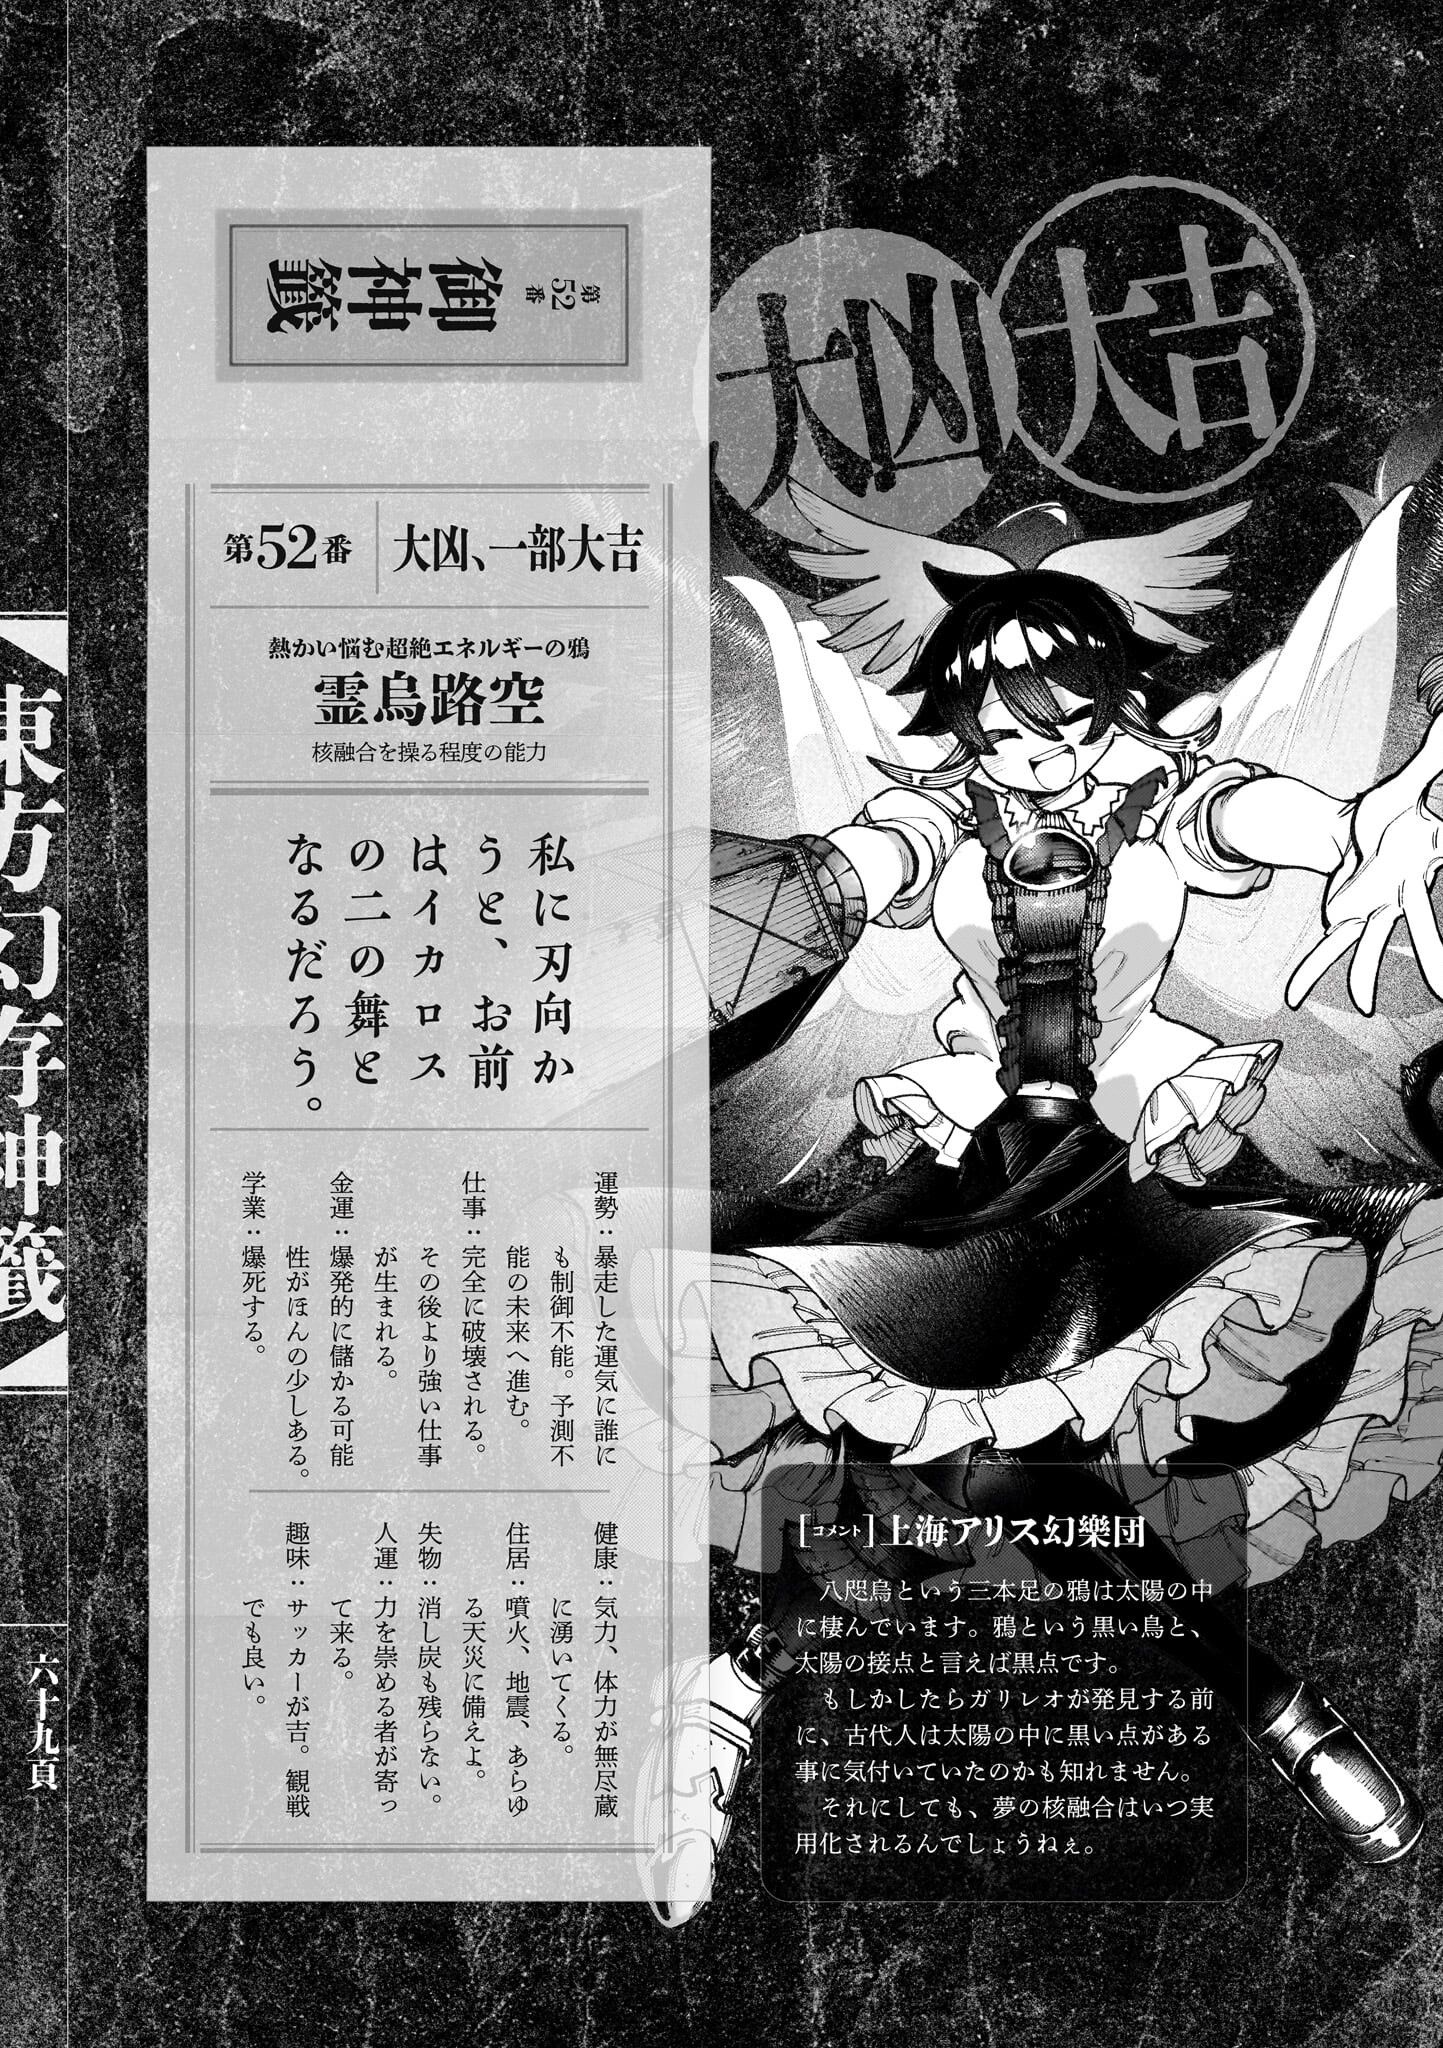 大凶
大吉
第52番
御神籤
第52番
大凶、一部大吉
熱かい悩む超絶エネルギーの鴉
霊烏路空
核融合を操る程度の能力
私に刃向か
うと、お前
はイカロス
の二の舞と
なるだろう。
運勢：暴走した運気に誰に
も制御不能。予測不
能の未来へ進む。
仕事：完全に破壊される。
その後より強い仕事
が生まれる。
金運：爆発的に儲かる可能
性がほんの少しある。
学業：爆死する。
健康：気力、体力が無尽蔵
に湧いてくる。
住居：噴火、地震、あらゆ
る天災に備えよ。
失物：消し炭も残らない。
人運：力を崇める者が寄っ
て来る。
趣味：サッカーが吉。観戦
でも良い。
［コメント］上海アリス幻樂団
八咫烏という三本足の鴉は太陽の中
に棲んでいます。鴉という黒い鳥と、
太陽の接点と言えば黒点です。
もしかしたらガリレオが発見する前
に、古代人は太陽の中に黒い点がある
事に気付いていたのかも知れません。
それにしても、夢の核融合はいつ実
用化されるんでしょうねぇ。
【東方幻存神籤】
六十九頁